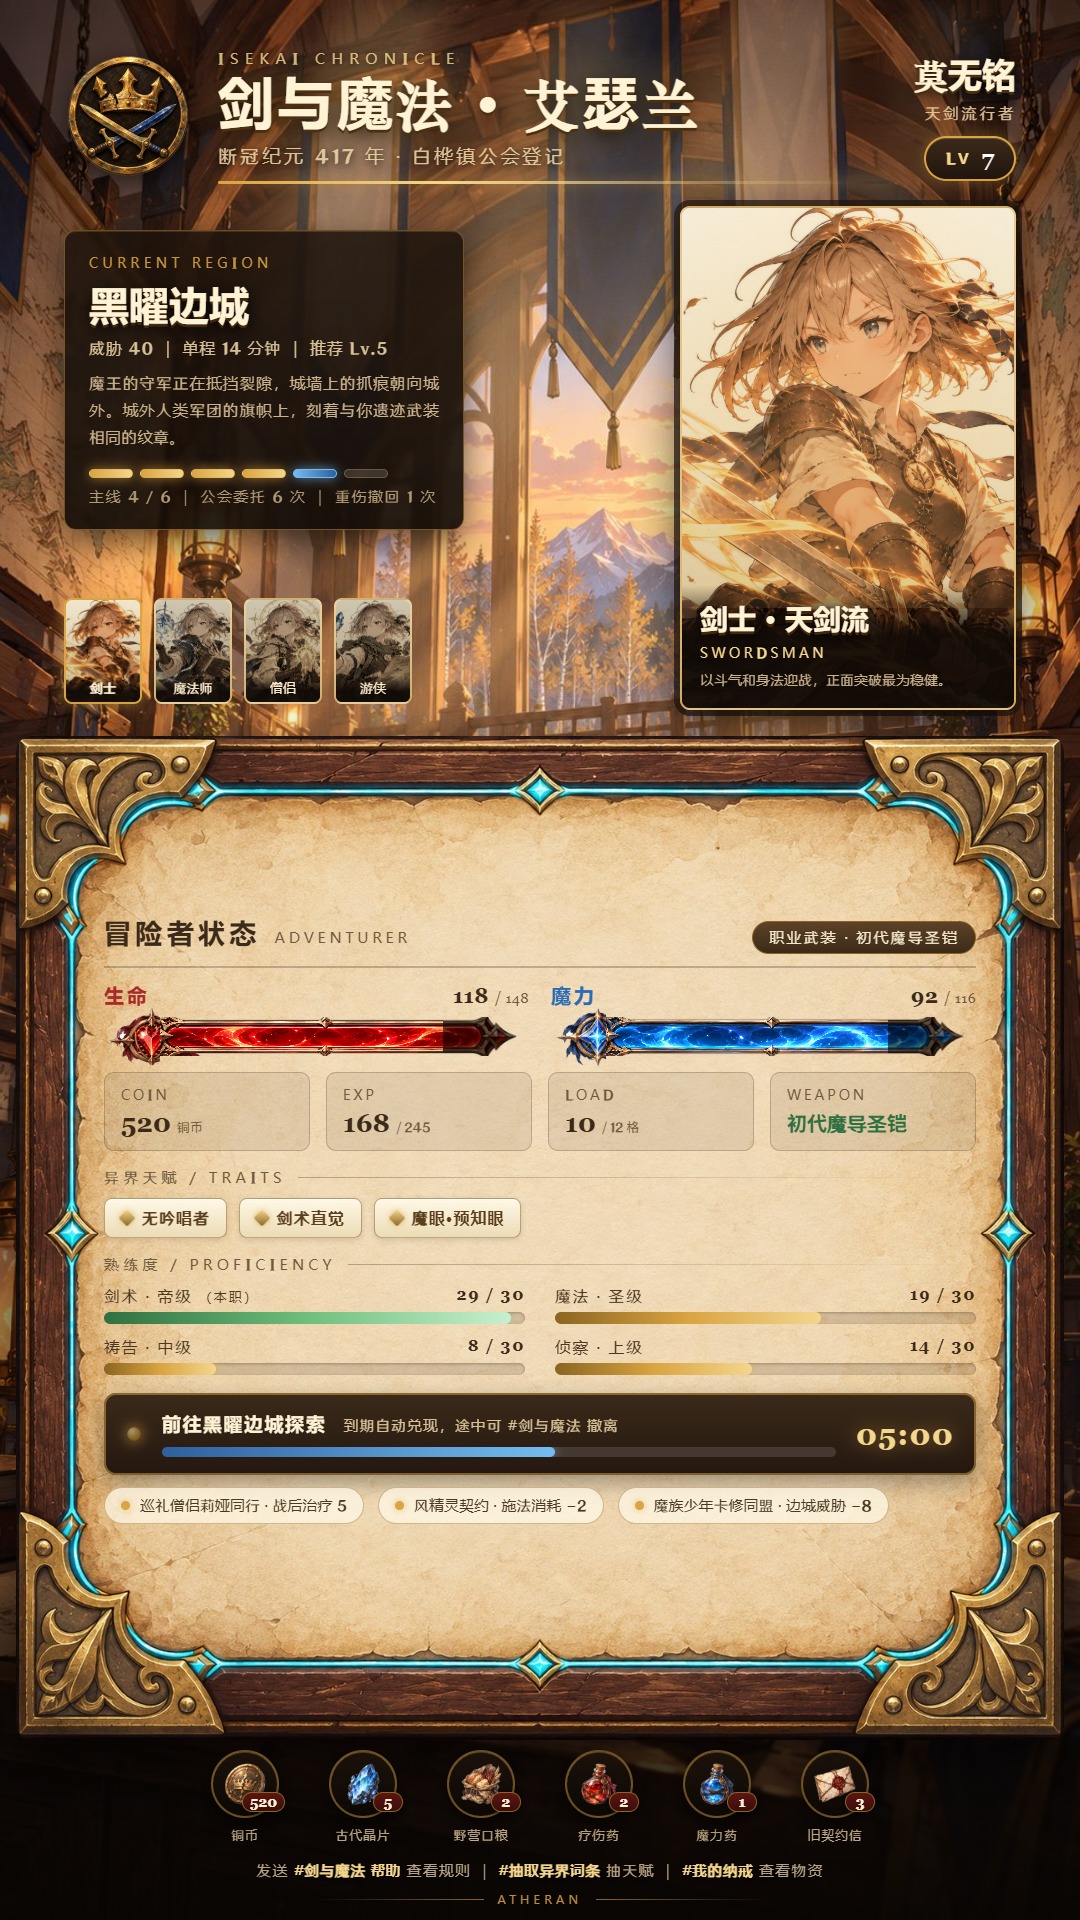 ISEKAI CHRONICLE
剑与魔法 · 艾瑟兰
断冠纪元 417 年 · 白桦镇公会登记
莫无铭
天剑流行者
LV 7
CURRENT REGION
黑曜边城
威胁 40 | 单程 14 分钟 | 推荐 Lv.5
魔王的守军正在抵挡裂隙，城墙上的抓痕朝向城
外。城外人类军团的旗帜上，刻着与你遗迹武装
相同的纹章。
主线 4 / 6 | 公会委托 6 次 | 重伤撤回 1 次
剑士
魔法师
僧侣
游侠
剑士 · 天剑流
SWORDSMAN
以斗气和身法迎战，正面突破最为稳健。
冒险者状态 ADVENTURER
职业武装 · 初代魔导圣铠
生命 118 / 148
魔力 92 / 116
COIN
520 铜币
EXP
168 / 245
LOAD
10 / 12 格
WEAPON
初代魔导圣铠
异界天赋 / TRAITS
无吟唱者
剑术直觉
魔眼·预知眼
熟练度 / PROFICIENCY
剑术 · 帝级 （本职） 29 / 30
魔法 · 圣级 19 / 30
祷告 · 中级 8 / 30
侦察 · 上级 14 / 30
前往黑曜边城探索 到期自动兑现，途中可 #剑与魔法 撤离
05:00
巡礼僧侣莉娅同行 · 战后治疗 5
风精灵契约 · 施法消耗 −2
魔族少年卡修同盟 · 边城威胁 −8
520
5
2
2
1
3
铜币
古代晶片
野营口粮
疗伤药
魔力药
旧契约信
发送 #剑与魔法 帮助 查看规则 | #抽取异界词条 抽天赋 | #我的纳戒 查看物资
ATHERAN